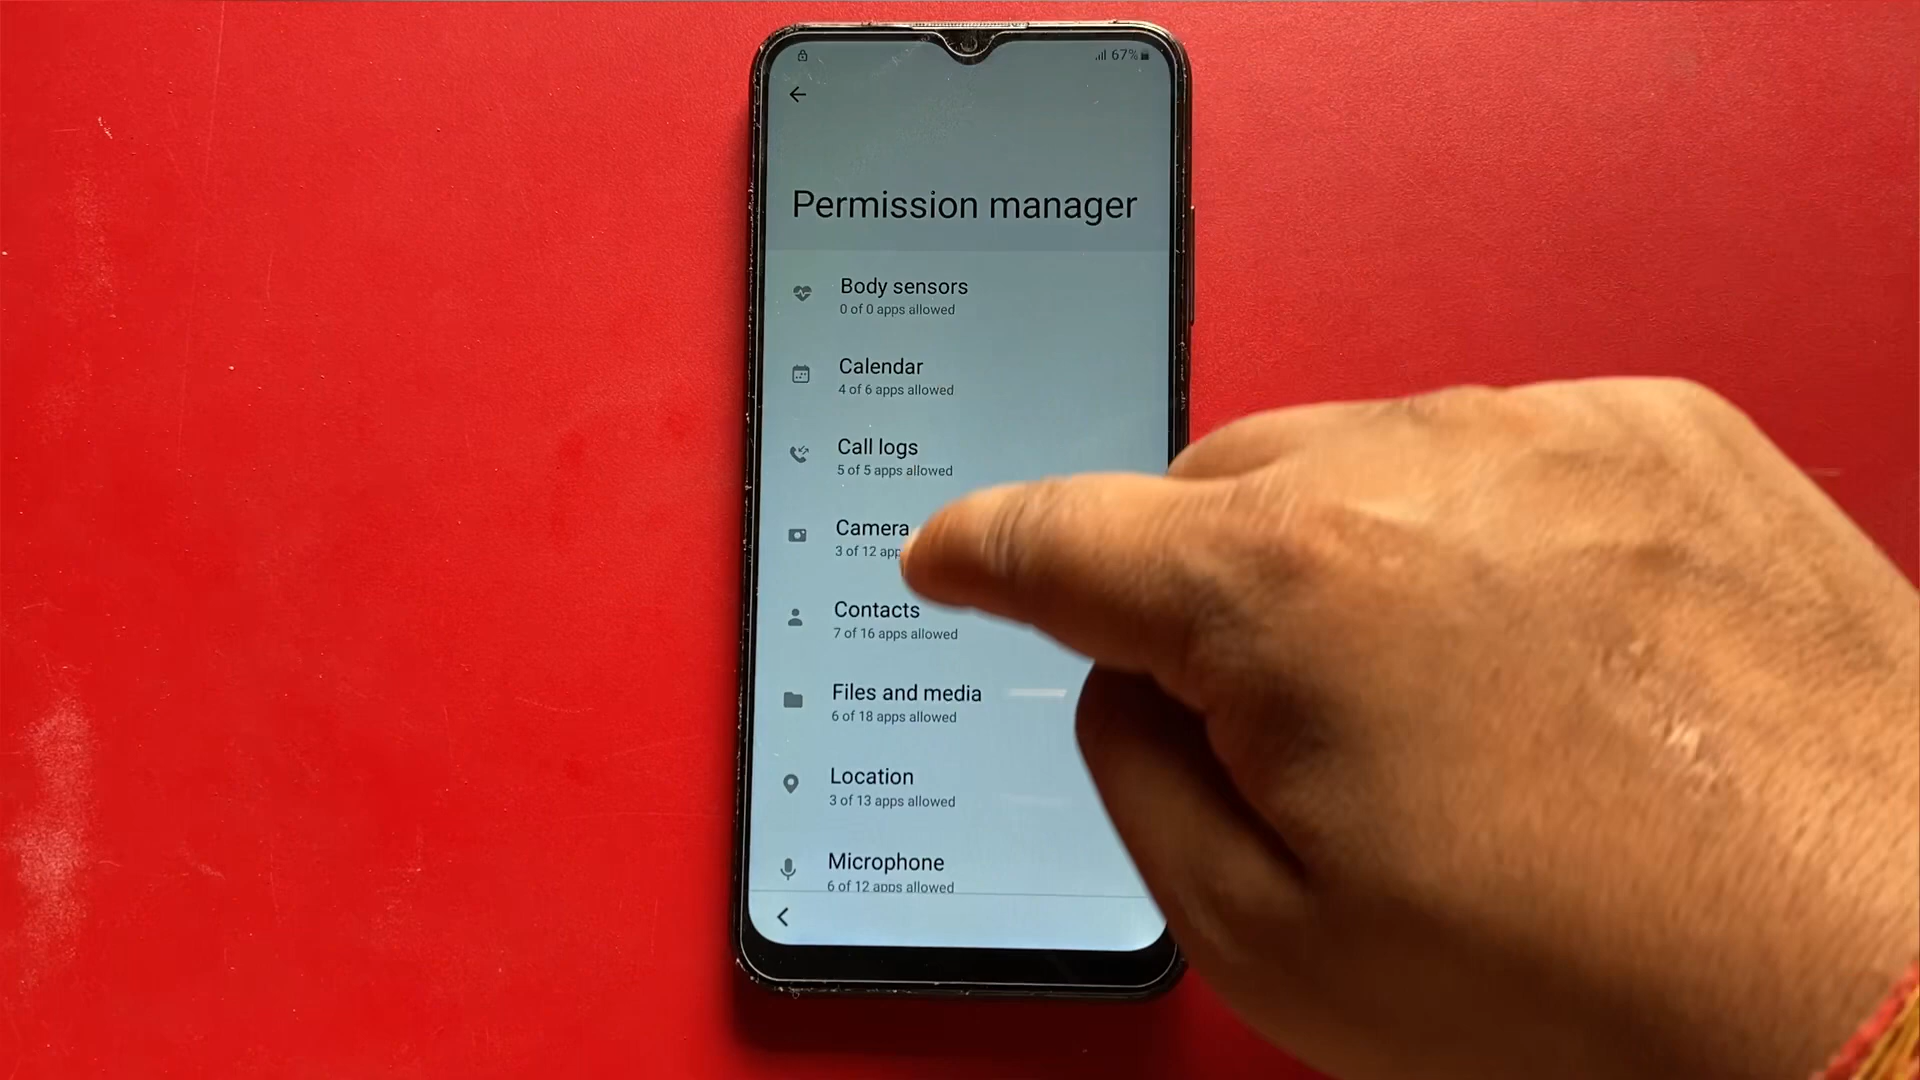 67%
Permission manager
Body sensors
0 of 0 apps allowed
Calendar
4 of 6 apps allowed
Call logs
5 of 5 apps allowed
Camera
3 of 12 app
Contacts
7 of 16 apps allowed
Files and media
6 of 18 apps allowed
Location
3 of 13 apps allowed
Microphone
6 of 12 apps allowed